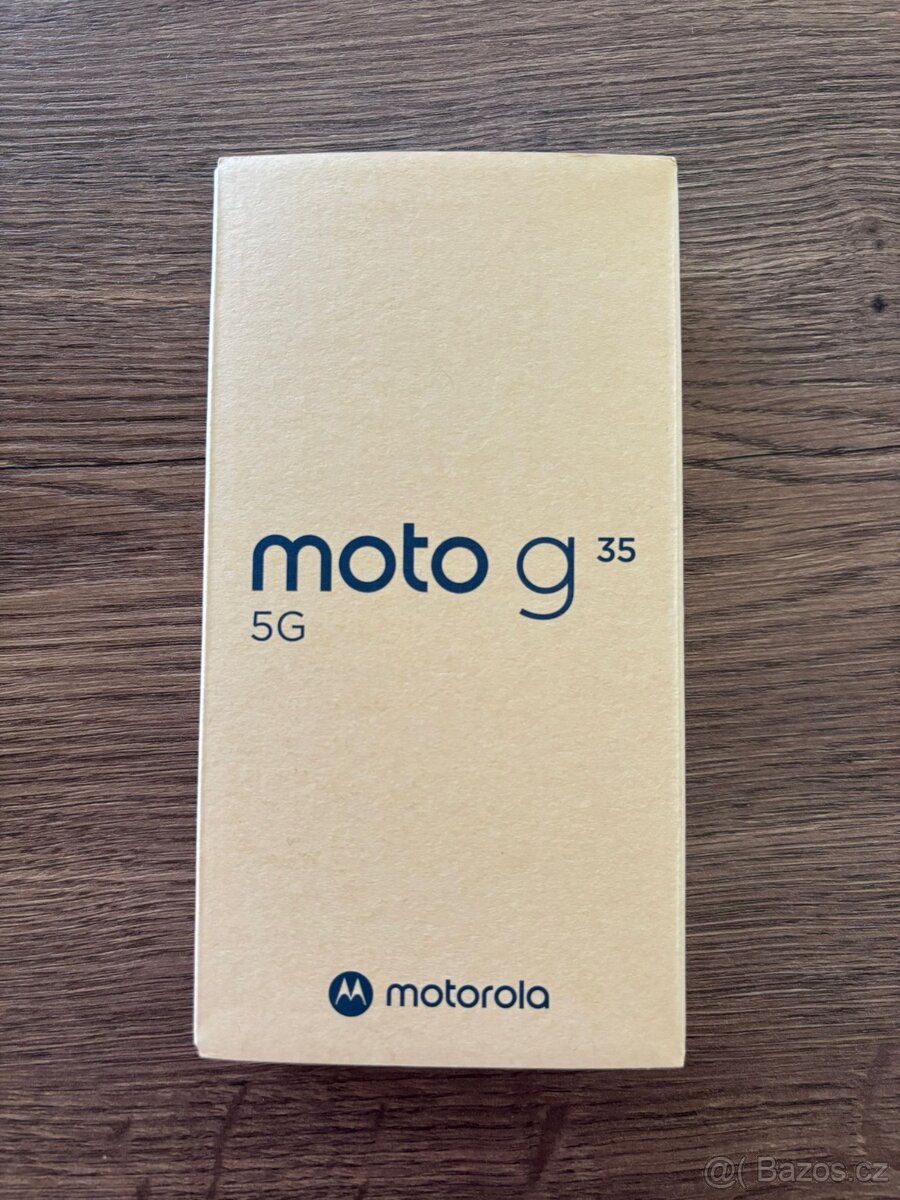 moto g 35
5G
motorola
@( Bazos.cz